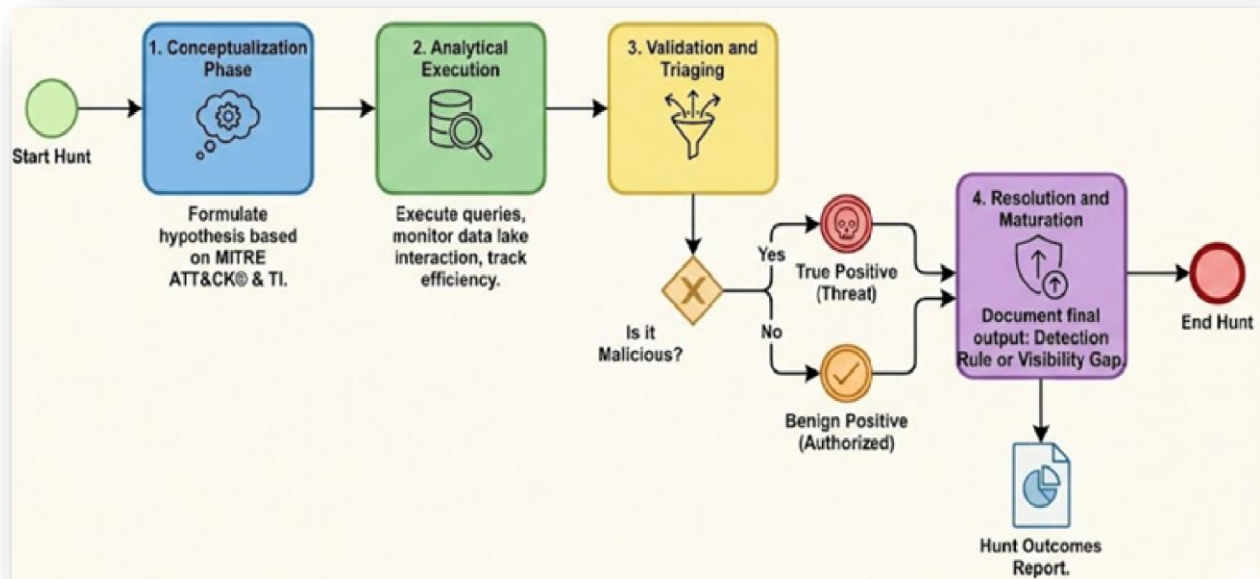 Start Hunt
1. Conceptualization
Phase
Formulate
hypothesis based
on MITRE
ATT&CK® & TI.
2. Analytical
Execution
Execute queries,
monitor data lake
interaction, track
efficiency.
3. Validation and
Triaging
Is it
Malicious?
Yes
True Positive
(Threat)
No
Benign Positive
(Authorized)
4. Resolution and
Maturation
Document final
output: Detection
Rule or Visibility Gap.
End Hunt
Hunt Outcomes
Report.